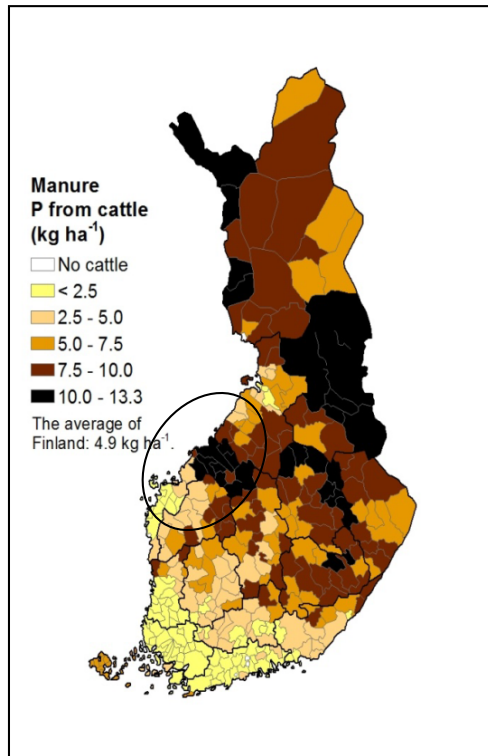 Manure
P from cattle
(kg ha⁻¹)
No cattle
< 2.5
2.5 - 5.0
5.0 - 7.5
7.5 - 10.0
10.0 - 13.3
The average of
Finland: 4.9 kg ha⁻¹.